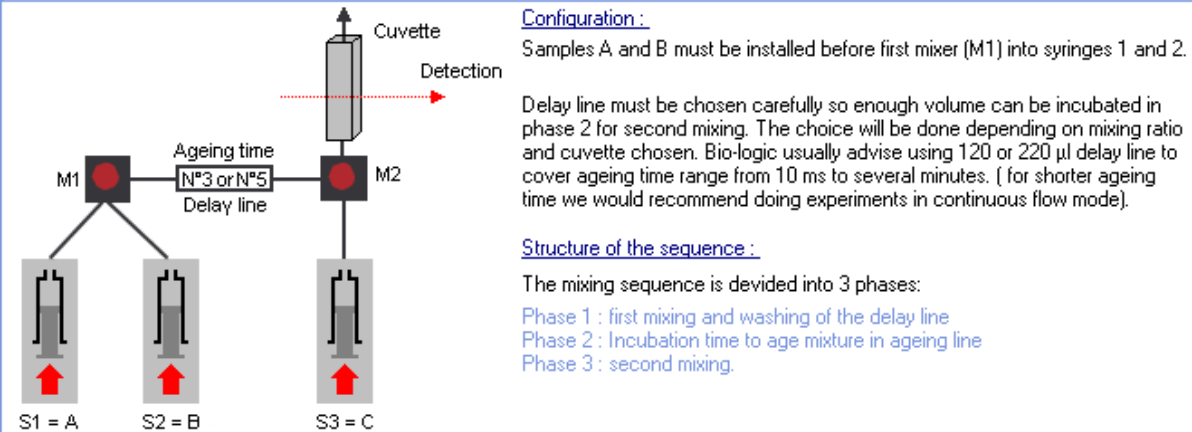 Cuvette
Detection
Ageing time
M1
N°3 or N°5
M2
Delay line
S1 = A
S2 = B
S3 = C
Configuration :
Samples A and B must be installed before first mixer (M1) into syringes 1 and 2.
Delay line must be chosen carefully so enough volume can be incubated in
phase 2 for second mixing. The choice will be done depending on mixing ratio
and cuvette chosen. Bio-logic usually advise using 120 or 220 µl delay line to
cover ageing time range from 10 ms to several minutes. ( for shorter ageing
time we would recommend doing experiments in continuous flow mode).
Structure of the sequence :
The mixing sequence is devided into 3 phases:
Phase 1 : first mixing and washing of the delay line
Phase 2 : Incubation time to age mixture in ageing line
Phase 3 : second mixing.